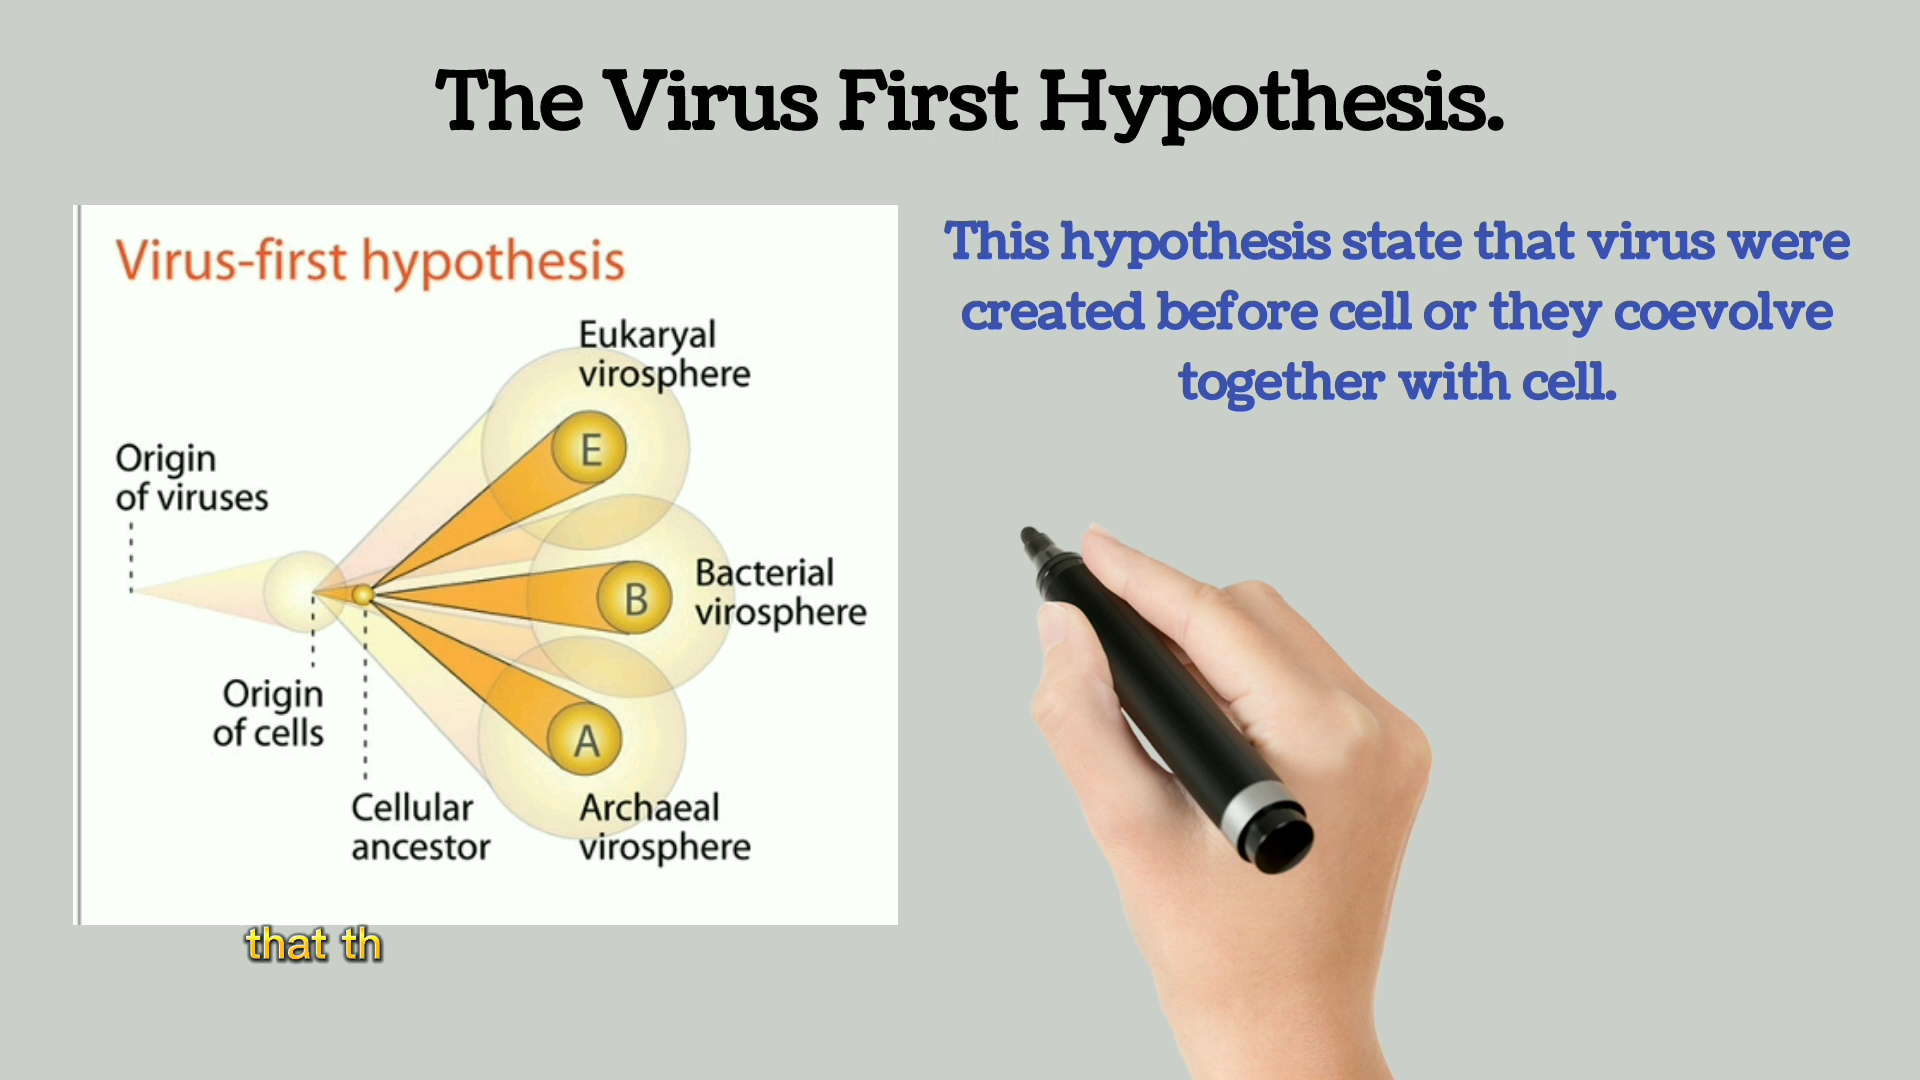 The Virus First Hypothesis.
Virus-first hypothesis
Eukaryal
virosphere
E
Origin
of viruses
B
Bacterial
virosphere
Origin
of cells
A
Cellular
ancestor
Archaeal
virosphere
This hypothesis state that virus were
created before cell or they coevolve
together with cell.
that th